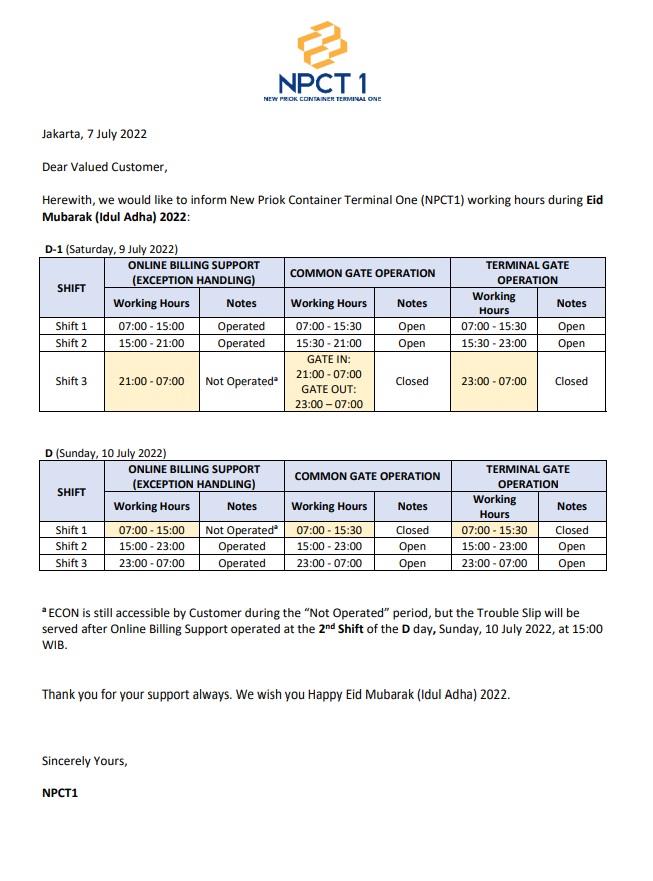 NPCT 1
NEW PRIOK CONTAINER TERMINAL ONE
Jakarta, 7 July 2022
Dear Valued Customer,
Herewith, we would like to inform New Priok Container Terminal One (NPCT1) working hours during Eid
Mubarak (Idul Adha) 2022:
D-1 (Saturday, 9 July 2022)
SHIFT | ONLINE BILLING SUPPORT (EXCEPTION HANDLING) | COMMON GATE OPERATION | TERMINAL GATE OPERATION
Working Hours | Notes | Working Hours | Notes | Working Hours | Notes
Shift 1 | 07:00 - 15:00 | Operated | 07:00 - 15:30 | Open | 07:00 - 15:30 | Open
Shift 2 | 15:00 - 21:00 | Operated | 15:30 - 21:00 | Open | 15:30 - 23:00 | Open
Shift 3 | 21:00 - 07:00 | Not Operatedª | GATE IN: 21:00 - 07:00 GATE OUT: 23:00 – 07:00 | Closed | 23:00 - 07:00 | Closed
D (Sunday, 10 July 2022)
SHIFT | ONLINE BILLING SUPPORT (EXCEPTION HANDLING) | COMMON GATE OPERATION | TERMINAL GATE OPERATION
Working Hours | Notes | Working Hours | Notes | Working Hours | Notes
Shift 1 | 07:00 - 15:00 | Not Operatedª | 07:00 - 15:30 | Closed | 07:00 - 15:30 | Closed
Shift 2 | 15:00 - 23:00 | Operated | 15:00 - 23:00 | Open | 15:00 - 23:00 | Open
Shift 3 | 23:00 - 07:00 | Operated | 23:00 - 07:00 | Open | 23:00 - 07:00 | Open
ª ECON is still accessible by Customer during the “Not Operated” period, but the Trouble Slip will be
served after Online Billing Support operated at the 2nd Shift of the D day, Sunday, 10 July 2022, at 15:00
WIB.
Thank you for your support always. We wish you Happy Eid Mubarak (Idul Adha) 2022.
Sincerely Yours,
NPCT1